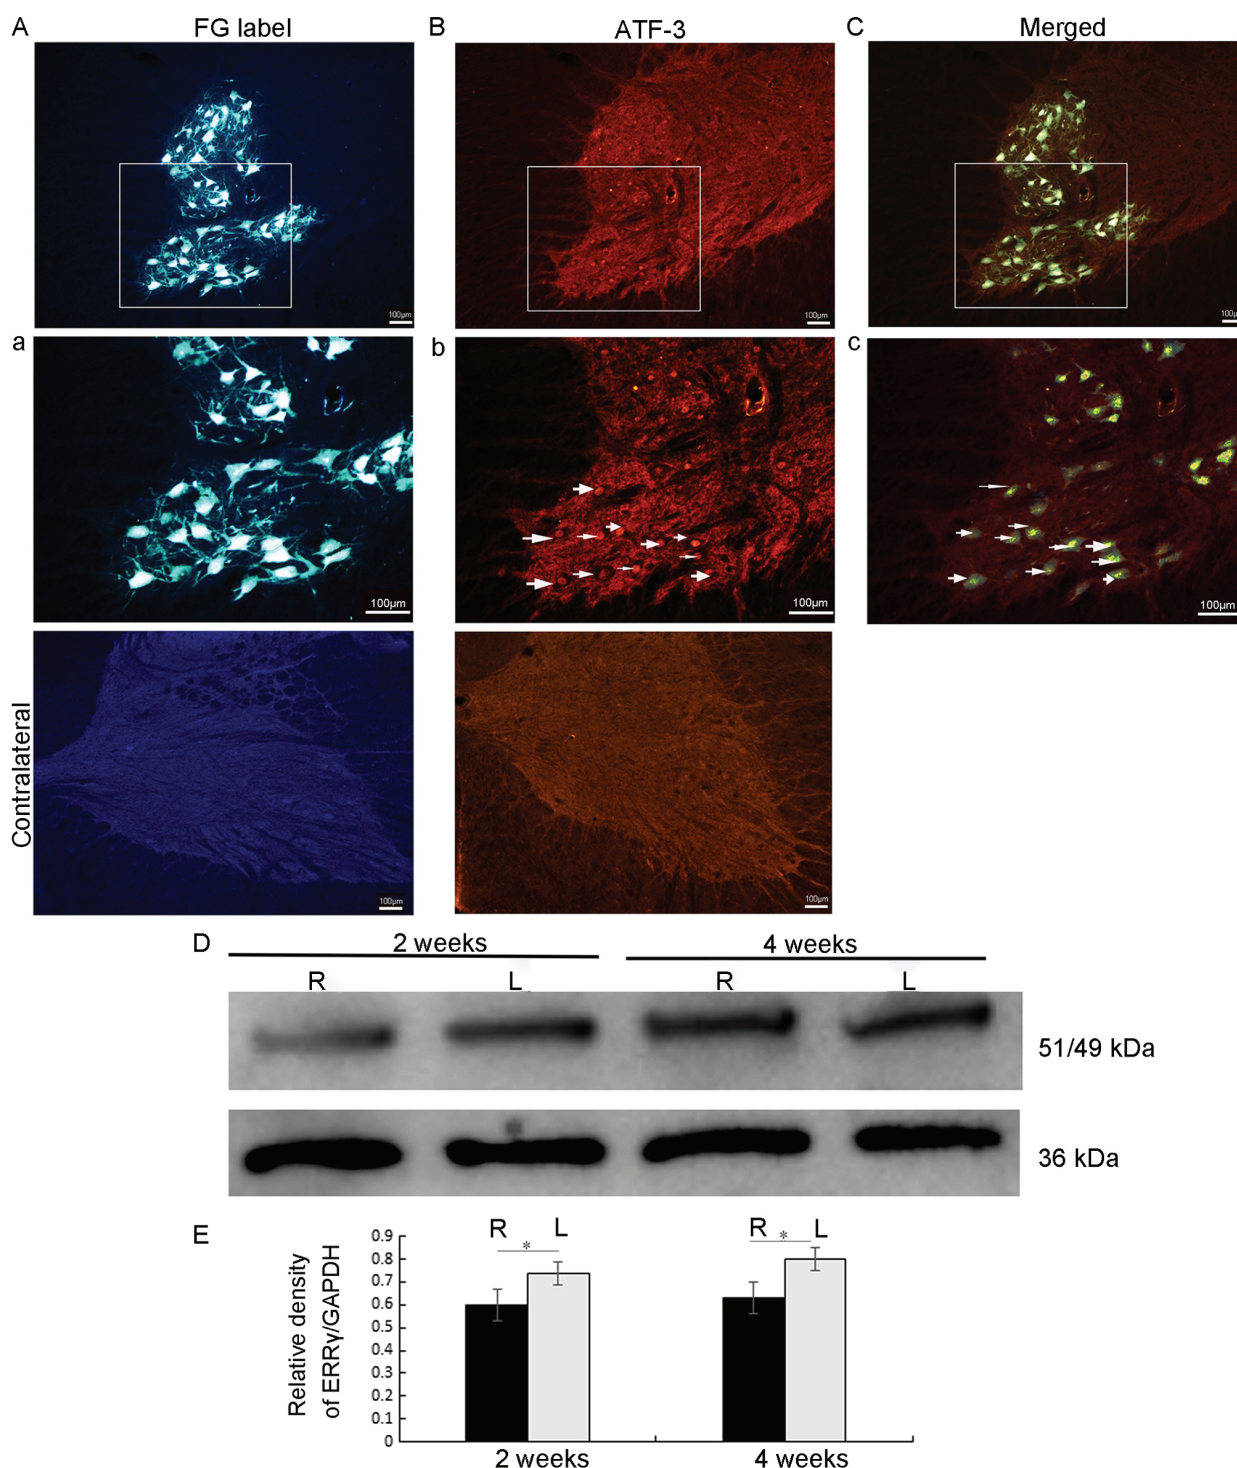 A FG label
B ATF-3
C Merged
100µm
100µm
100µm
a
b
c
100µm
100µm
100µm
Contralateral
100µm
100µm
D 2 weeks 4 weeks
R L R L
51/49 kDa
36 kDa
E
R L R L
* *
Relative density
of ERRγ/GAPDH
0.9
0.8
0.7
0.6
0.5
0.4
0.3
0.2
0.1
0
2 weeks 4 weeks